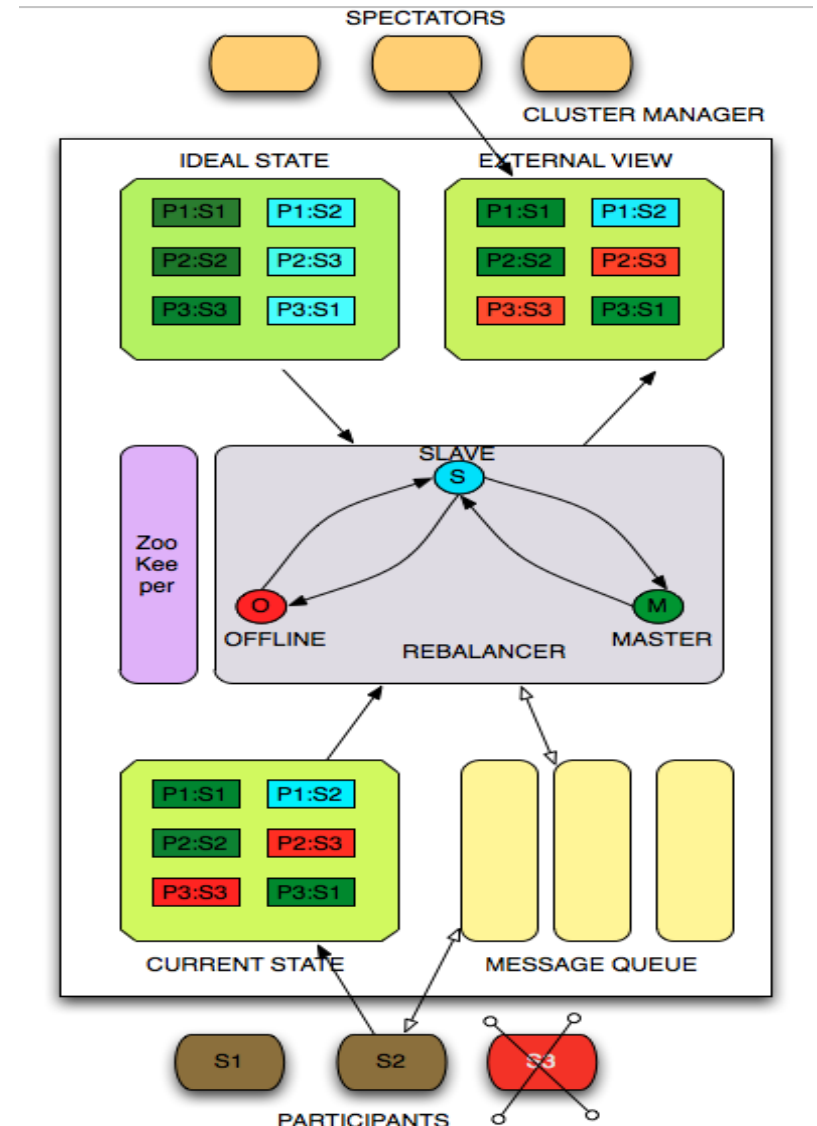 SPECTATORS
CLUSTER MANAGER
IDEAL STATE
EXTERNAL VIEW
P1:S1 P1:S2
P2:S2 P2:S3
P3:S3 P3:S1
P1:S1 P1:S2
P2:S2 P2:S3
P3:S3 P3:S1
Zoo
Kee
per
SLAVE
S
O
OFFLINE
M
MASTER
REBALANCER
P1:S1 P1:S2
P2:S2 P2:S3
P3:S3 P3:S1
CURRENT STATE
MESSAGE QUEUE
S1
S2
S3
PARTICIPANTS